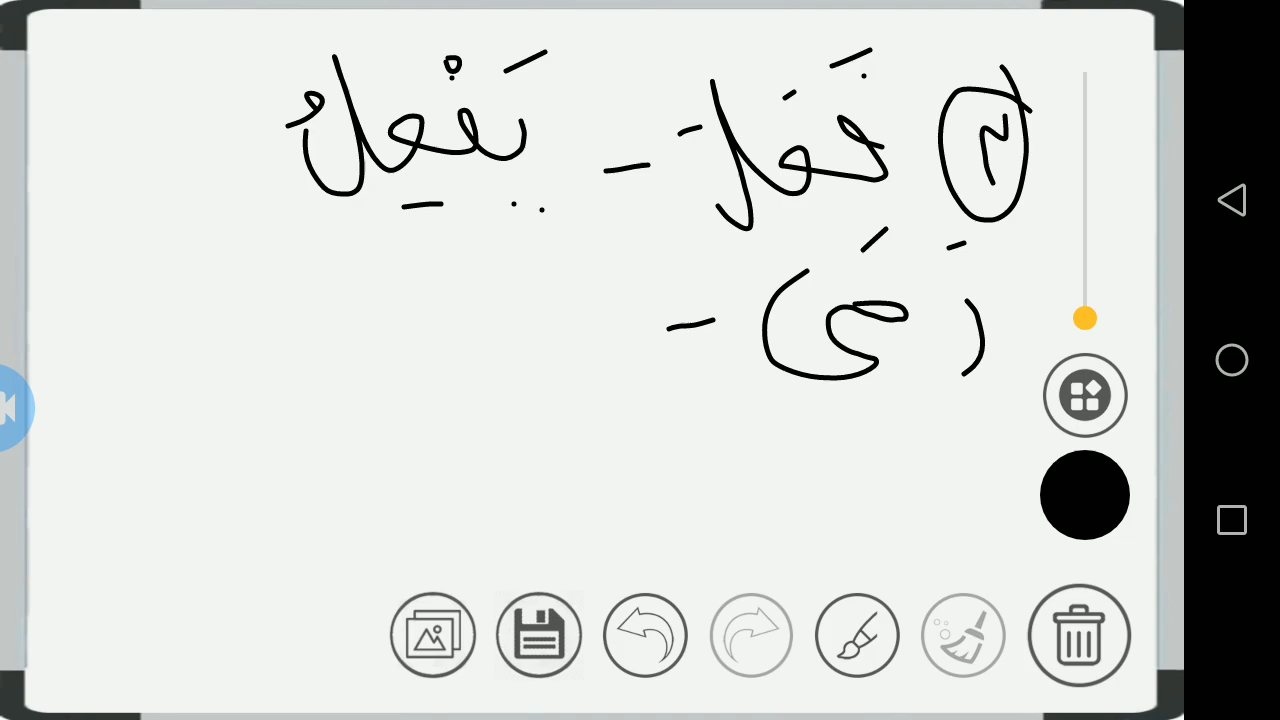 ٢ فَعَلَ - يَفْعِلُ
رَمَى -